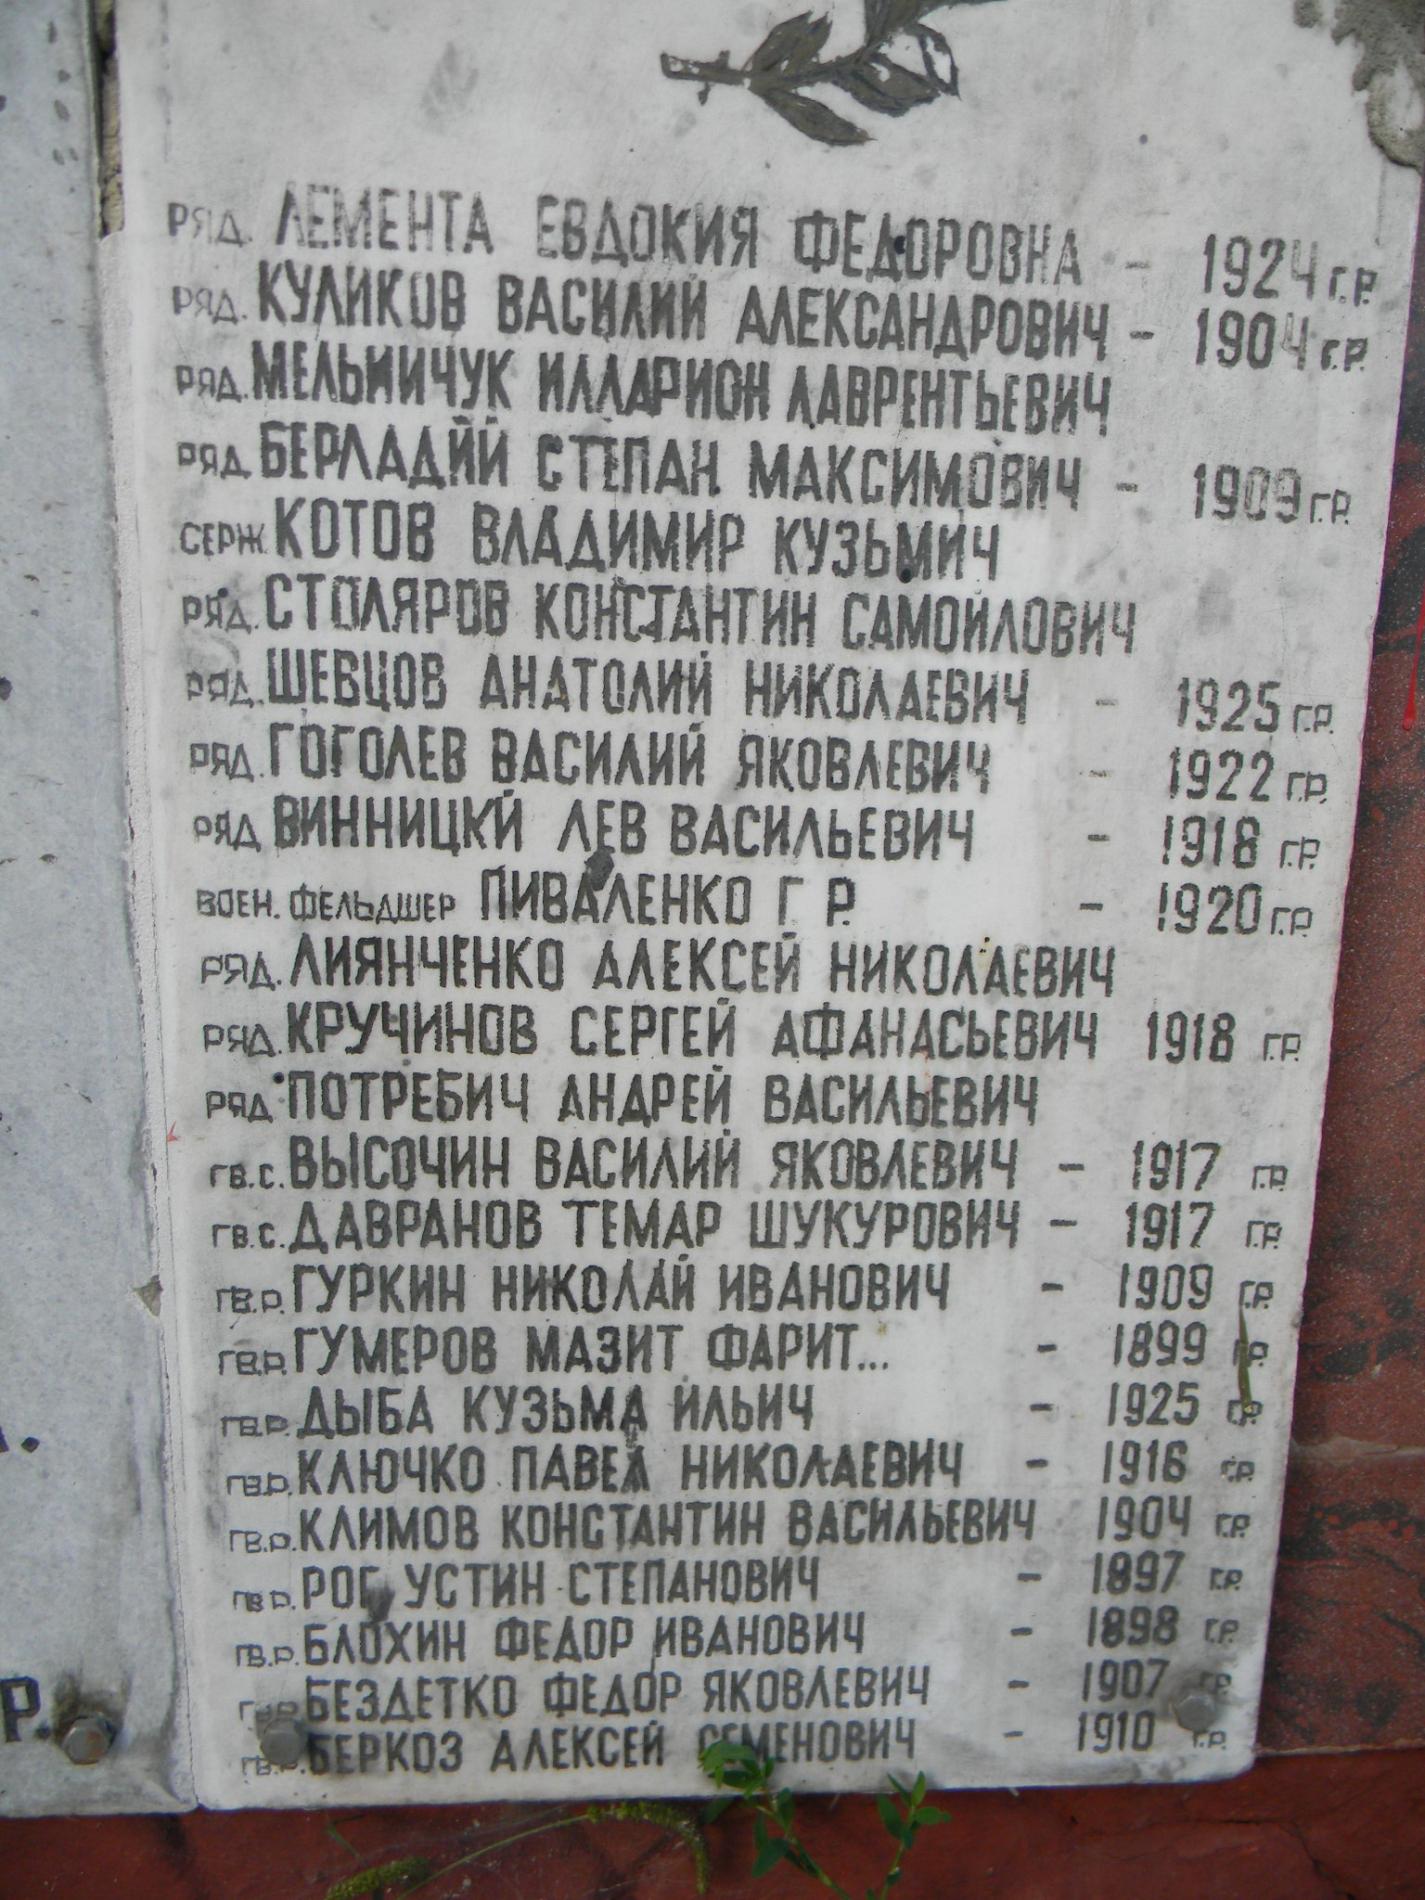 РЯД. ЛЕМЕНТА ЕВДОКИЯ ФЕДОРОВНА - 1924 Г.Р.
РЯД. КУЛИКОВ ВАСИЛИЙ АЛЕКСАНДРОВИЧ - 1904 Г.Р.
РЯД. МЕЛЬНИЧУК ИЛЛАРИОН ЛАВРЕНТЬЕВИЧ
РЯД. БЕРЛАДЙЙ СТЕПАН МАКСИМОВИЧ - 1909 Г.Р.
СЕРЖ. КОТОВ ВЛАДИМИР КУЗЬМИЧ
РЯД. СТОЛЯРОВ КОНСТАНТИН САМОЙЛОВИЧ
РЯД. ШЕВЦОВ АНАТОЛИЙ НИКОЛАЕВИЧ - 1925 Г.Р.
РЯД. ГОГОЛЕВ ВАСИЛИЙ ЯКОВЛЕВИЧ - 1922 Г.Р.
РЯД. ВИННИЦКЙ ЛЕВ ВАСИЛЬЕВИЧ - 1918 Г.Р.
ВОЕН. ФЕЛЬДШЕР ПИВАЛЕНКО Г Р. - 1920 Г.Р.
РЯД. ЛИЯНЧЕНКО АЛЕКСЕЙ НИКОЛАЕВИЧ
РЯД. КРУЧИНОВ СЕРГЕЙ АФАНАСЬЕВИЧ 1918 Г.Р.
РЯД. ПОТРЕБИЧ АНДРЕЙ ВАСИЛЬЕВИЧ
ГВ.С. ВЫСОЧИН ВАСИЛИЙ ЯКОВЛЕВИЧ - 1917 Г.Р.
ГВ.С. ДАВРАНОВ ТЕМАР ШУКУРОВИЧ - 1917 Г.Р.
ГВ.Р. ГУРКИН НИКОЛАЙ ИВАНОВИЧ - 1909 Г.Р.
ГВ.Р. ГУМЕРОВ МАЗИТ ФАРИТ... - 1899 Г.Р.
ГВ.Р. ДЫБА КУЗЬМА ИЛЬИЧ - 1925 Г.Р.
ГВ.Р. КЛЮЧКО ПАВЕЛ НИКОЛАЕВИЧ - 1916 Г.Р.
ГВ.Р. КЛИМОВ КОНСТАНТИН ВАСИЛЬЕВИЧ 1904 Г.Р.
ГВ.Р. РОГ УСТИН СТЕПАНОВИЧ - 1897 Г.Р.
ГВ.Р. БЛОХИН ФЕДОР ИВАНОВИЧ - 1898 Г.Р.
ГВ.Р. БЕЗДЕТКО ФЕДОР ЯКОВЛЕВИЧ - 1907 Г.Р.
ГВ.Р. БЕРКОЗ АЛЕКСЕЙ СЕМЕНОВИЧ - 1910 Г.Р.
Р.